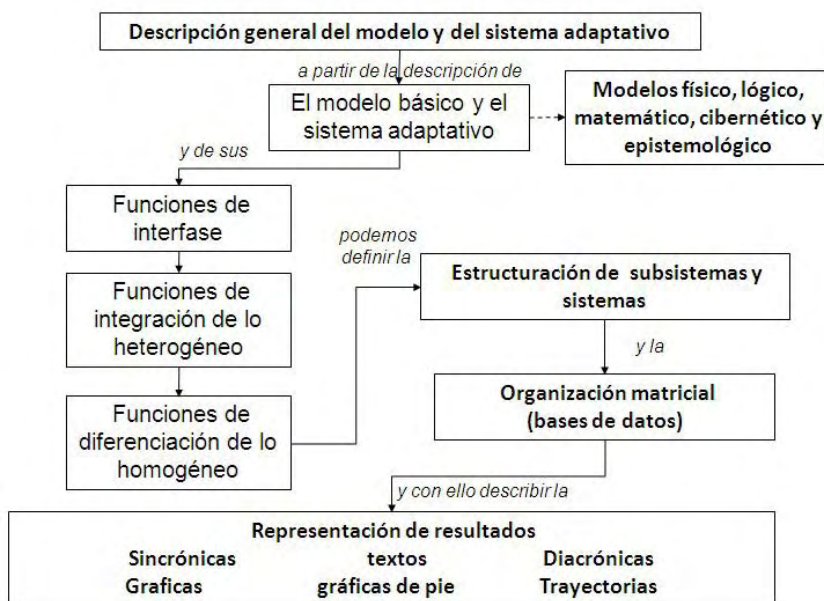 Descripción general del modelo y del sistema adaptativo
a partir de la descripción de
El modelo básico y el
sistema adaptativo
Modelos físico, lógico,
matemático, cibernético y
epistemológico
y de sus
Funciones de
interfase
Funciones de
integración de lo
heterogéneo
Funciones de
diferenciación de lo
homogéneo
podemos
definir la
Estructuración de subsistemas y
sistemas
y la
Organización matricial
(bases de datos)
y con ello describir la
Representación de resultados
Sincrónicas textos Diacrónicas
Graficas gráficas de pie Trayectorias